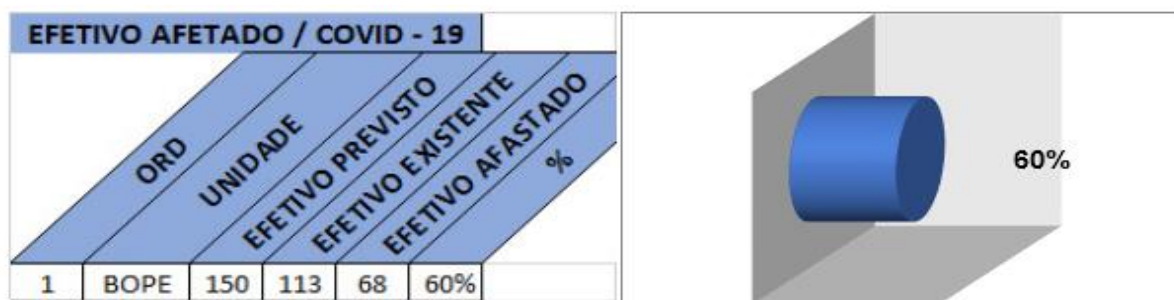 EFETIVO AFETADO / COVID - 19
ORD
UNIDADE
EFETIVO PREVISTO
EFETIVO EXISTENTE
EFETIVO AFASTADO
%
1 BOPE 150 113 68 60%
60%